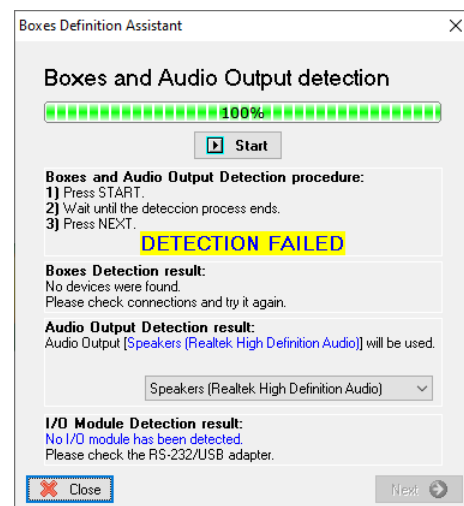 Boxes Definition Assistant
Boxes and Audio Output detection
100%
Start
Boxes and Audio Output Detection procedure:
1) Press START.
2) Wait until the deteccion process ends.
3) Press NEXT.
DETECTION FAILED
Boxes Detection result:
No devices were found.
Please check connections and try it again.
Audio Output Detection result:
Audio Output [Speakers (Realtek High Definition Audio)] will be used.
Speakers (Realtek High Definition Audio)
I/O Module Detection result:
No I/O module has been detected.
Please check the RS-232/USB adapter.
Close Next